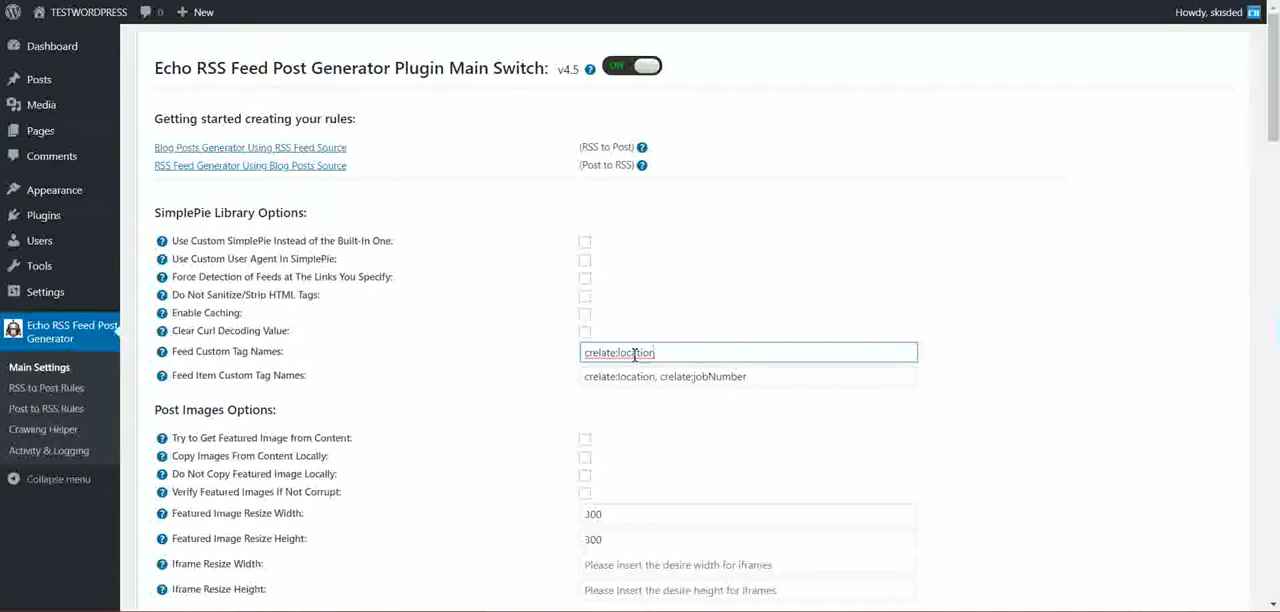 TESTWORDPRESS 0 New Howdy, skisded
Dashboard
Posts
Media
Pages
Comments
Appearance
Plugins
Users
Tools
Settings
Echo RSS Feed Post
Generator
Main Settings
RSS to Post Rules
Post to RSS Rules
Crawling Helper
Activity & Logging
Collapse menu
Echo RSS Feed Post Generator Plugin Main Switch: v4.5
Getting started creating your rules:
Blog Posts Generator Using RSS Feed Source (RSS to Post)
RSS Feed Generator Using Blog Posts Source (Post to RSS)
SimplePie Library Options:
Use Custom SimplePie Instead of the Built-In One:
Use Custom User Agent In SimplePie:
Force Detection of Feeds at The Links You Specify:
Do Not Sanitize/Strip HTML Tags:
Enable Caching:
Clear Curl Decoding Value:
Feed Custom Tag Names: crelate:location
Feed Item Custom Tag Names: crelate:location, crelate:jobNumber
Post Images Options:
Try to Get Featured Image from Content:
Copy Images From Content Locally:
Do Not Copy Featured Image Locally:
Verify Featured Images If Not Corrupt:
Featured Image Resize Width: 300
Featured Image Resize Height: 300
Iframe Resize Width: Please insert the desire width for iframes
Iframe Resize Height: Please insert the desire height for iframes